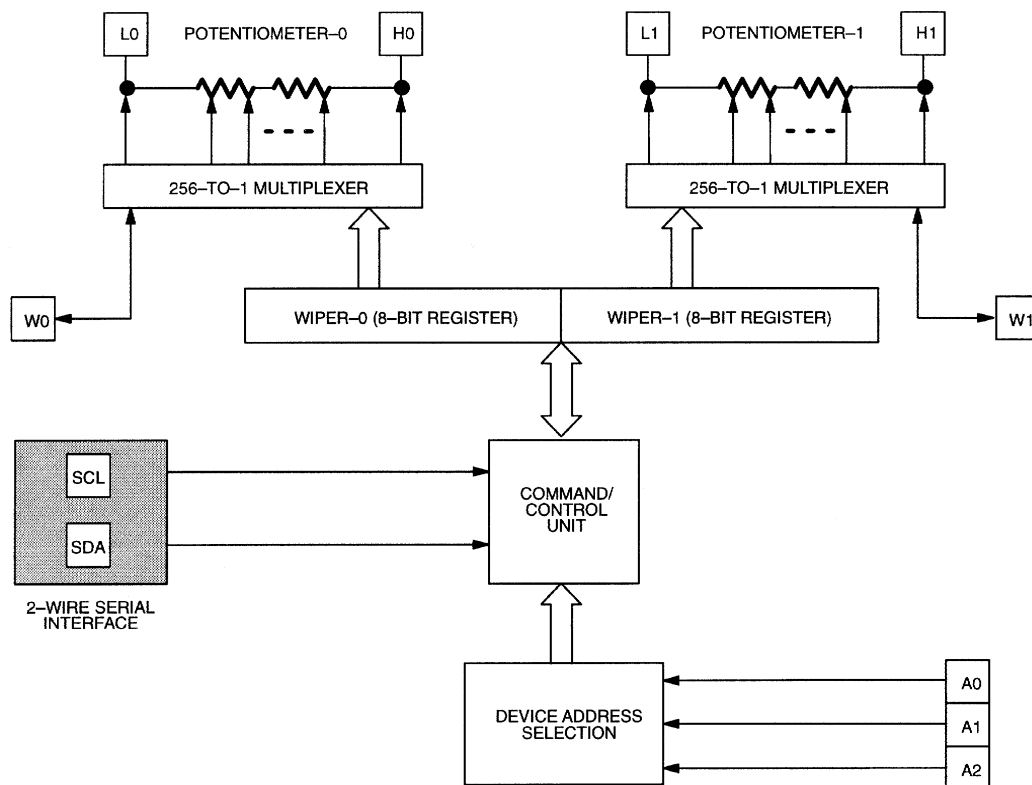 L0 POTENTIOMETER–0 H0
L1 POTENTIOMETER–1 H1
256–TO–1 MULTIPLEXER
256–TO–1 MULTIPLEXER
W0
WIPER–0 (8–BIT REGISTER)
WIPER–1 (8–BIT REGISTER)
W1
SCL
SDA
2–WIRE SERIAL
INTERFACE
COMMAND/
CONTROL
UNIT
DEVICE ADDRESS
SELECTION
A0
A1
A2